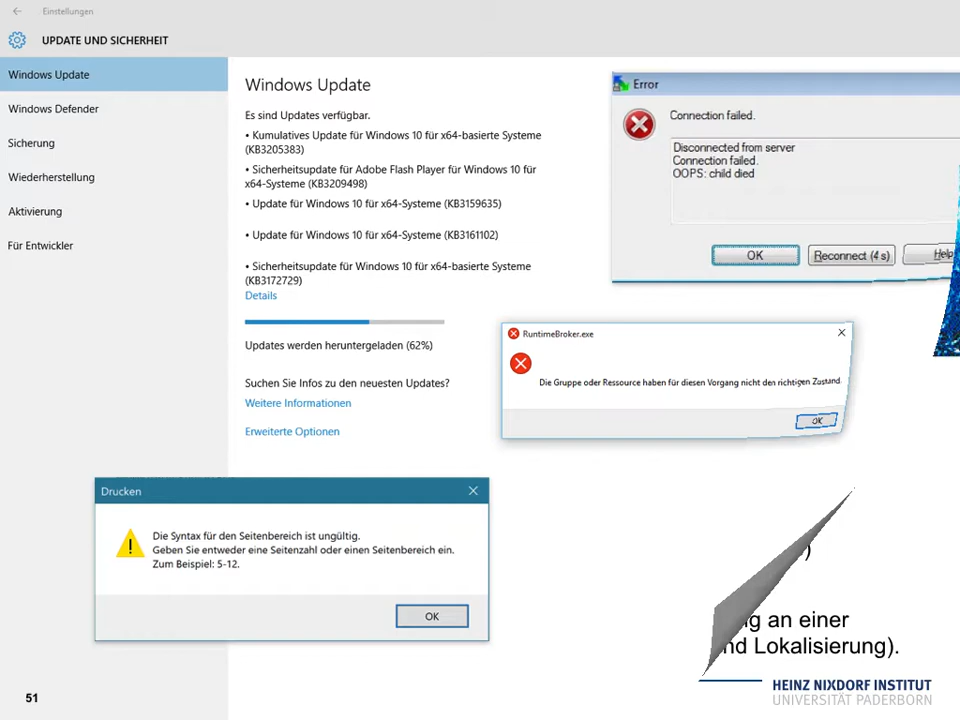 Einstellungen
UPDATE UND SICHERHEIT
Windows Update
Windows Defender
Sicherung
Wiederherstellung
Aktivierung
Für Entwickler
Windows Update
Es sind Updates verfügbar.
• Kumulatives Update für Windows 10 für x64-basierte Systeme
(KB3205383)
• Sicherheitsupdate für Adobe Flash Player für Windows 10 für
x64-Systeme (KB3209498)
• Update für Windows 10 für x64-Systeme (KB3159635)
• Update für Windows 10 für x64-Systeme (KB3161102)
• Sicherheitsupdate für Windows 10 für x64-basierte Systeme
(KB3172729)
Details
Updates werden heruntergeladen (62%)
Suchen Sie Infos zu den neuesten Updates?
Weitere Informationen
Erweiterte Optionen
Error
Connection failed.
Disconnected from server
Connection failed.
OOPS: child died
OK
Reconnect (4 s)
Help
RuntimeBroker.exe
Die Gruppe oder Ressource haben für diesen Vorgang nicht den richtigen Zustand.
OK
Drucken
Die Syntax für den Seitenbereich ist ungültig.
Geben Sie entweder eine Seitenzahl oder einen Seitenbereich ein.
Zum Beispiel: 5-12.
OK
an einer
Lokalisierung).
51
HEINZ NIXDORF INSTITUT
UNIVERSITÄT PADERBORN